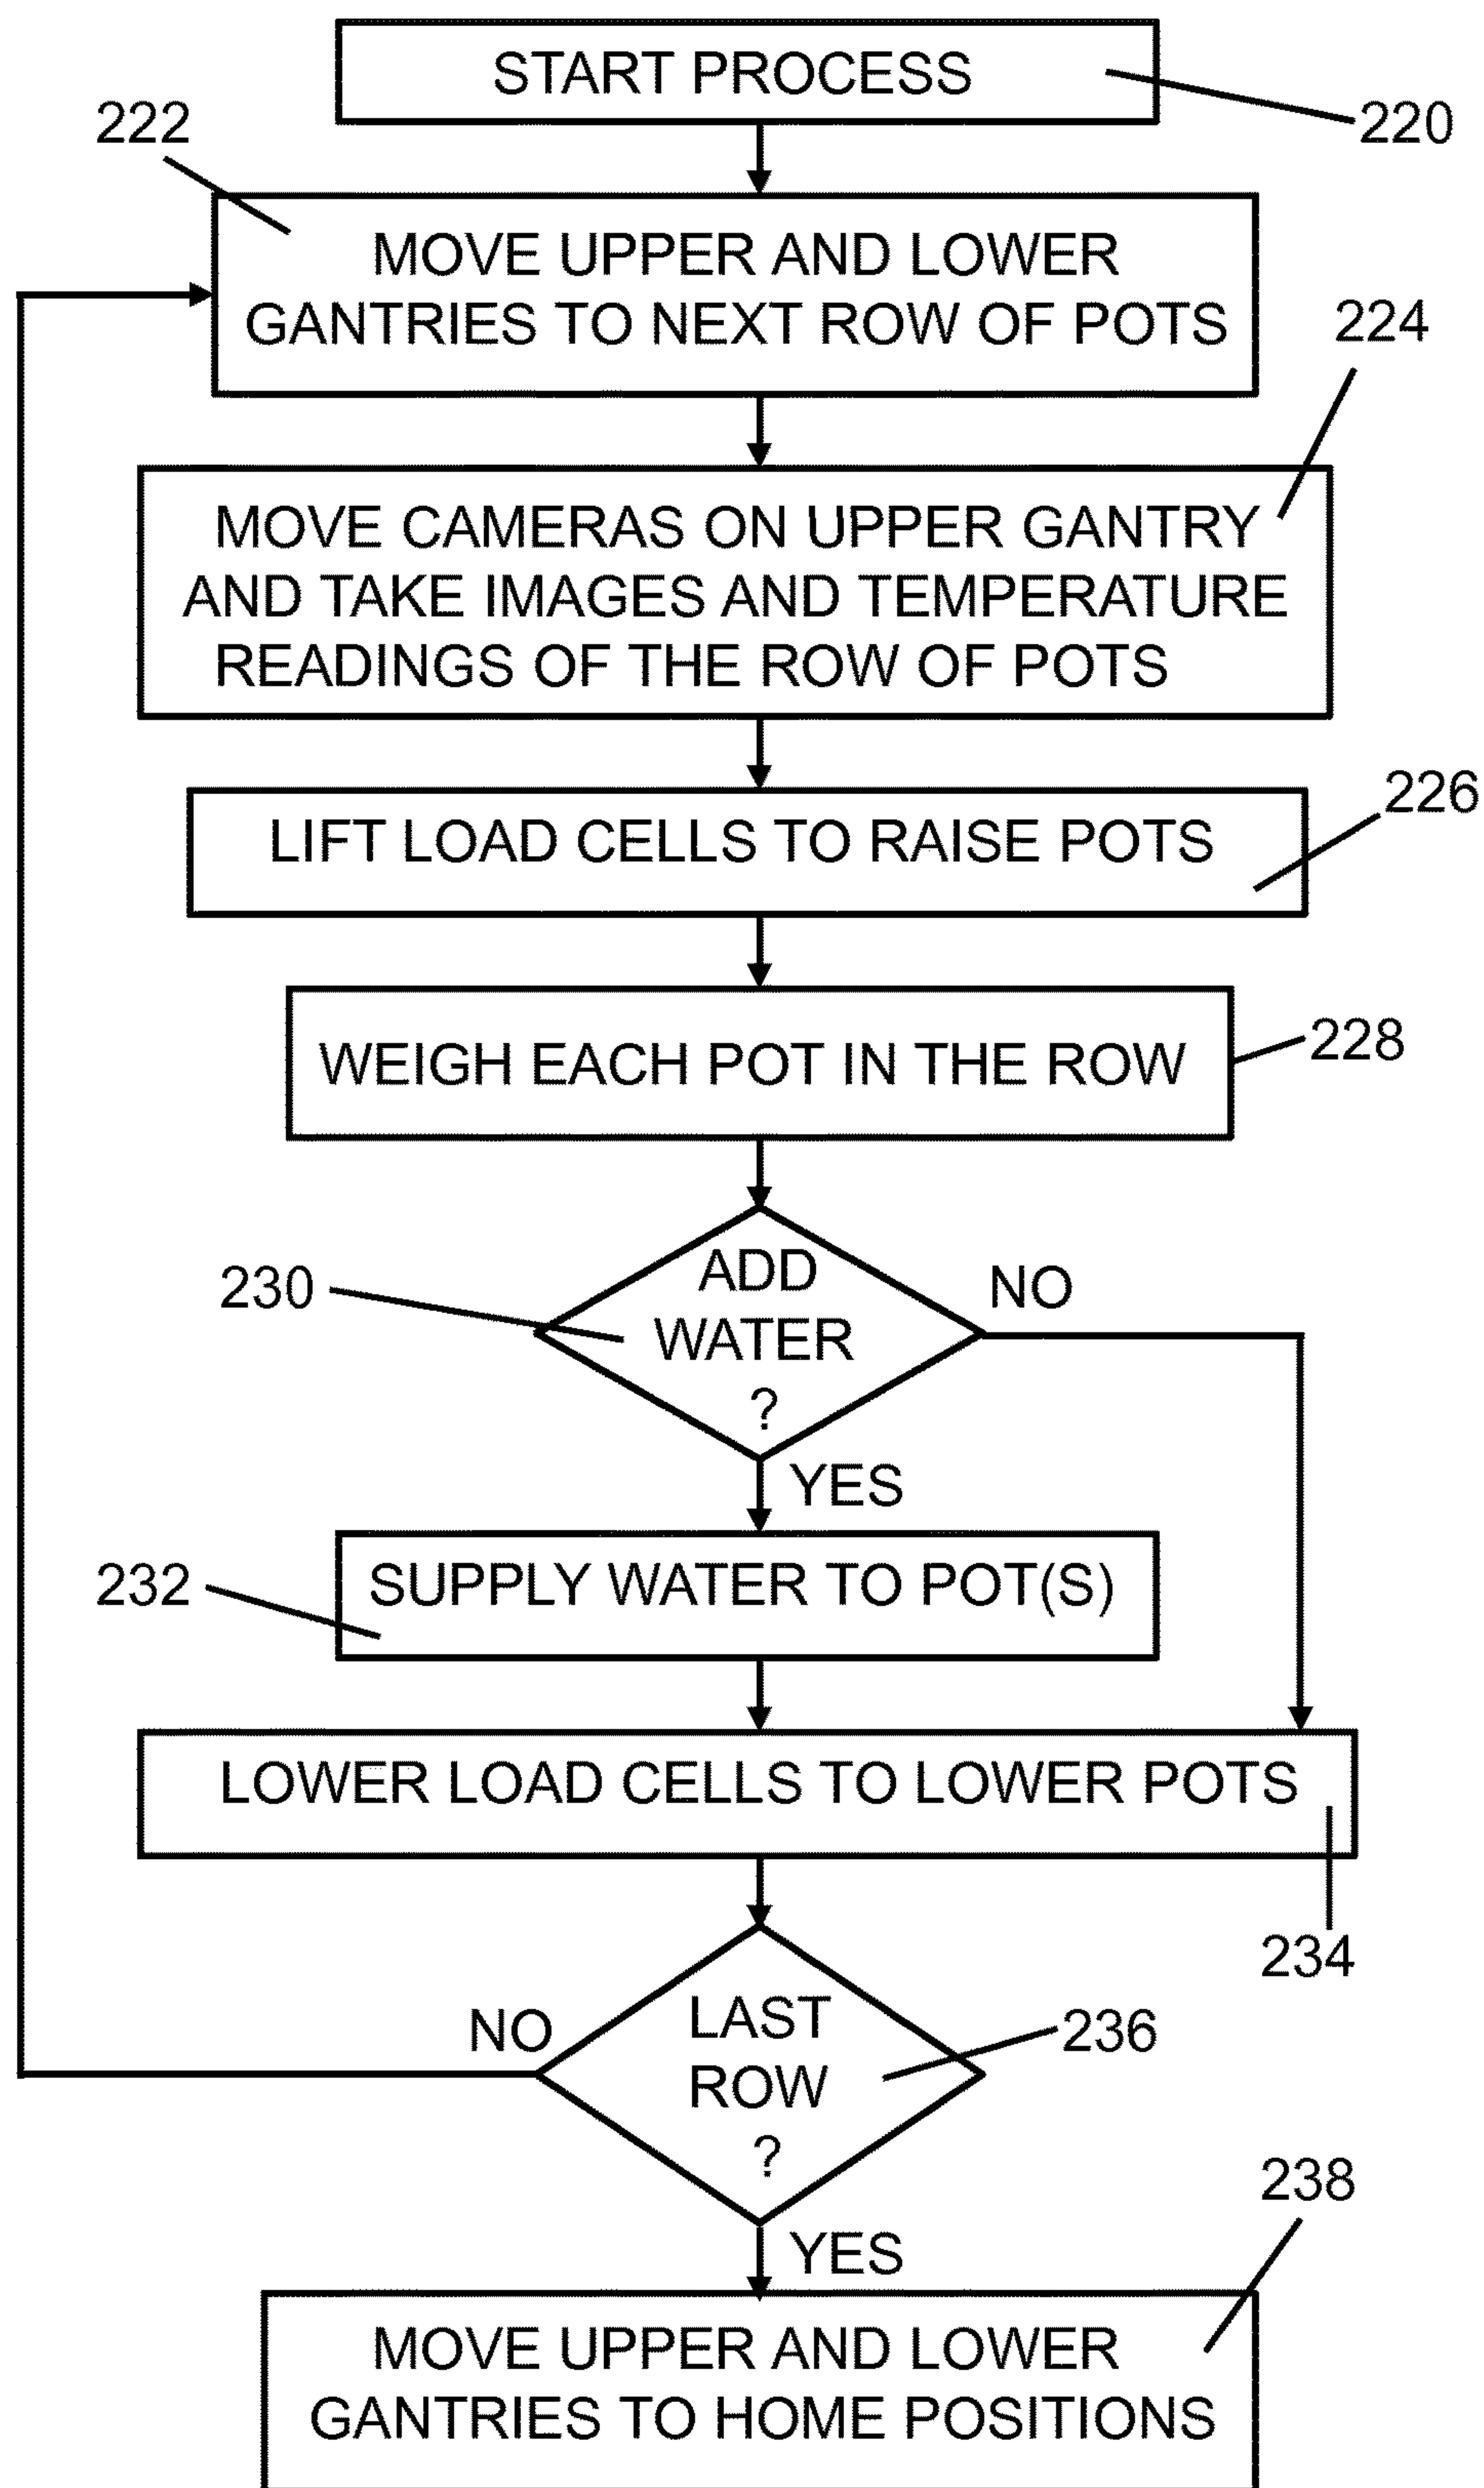 START PROCESS
220
222
MOVE UPPER AND LOWER
GANTRIES TO NEXT ROW OF POTS
224
MOVE CAMERAS ON UPPER GANTRY
AND TAKE IMAGES AND TEMPERATURE
READINGS OF THE ROW OF POTS
226
LIFT LOAD CELLS TO RAISE POTS
228
WEIGH EACH POT IN THE ROW
230
ADD
WATER
?
NO
YES
232
SUPPLY WATER TO POT(S)
LOWER LOAD CELLS TO LOWER POTS
234
NO
LAST
ROW
?
236
YES
238
MOVE UPPER AND LOWER
GANTRIES TO HOME POSITIONS